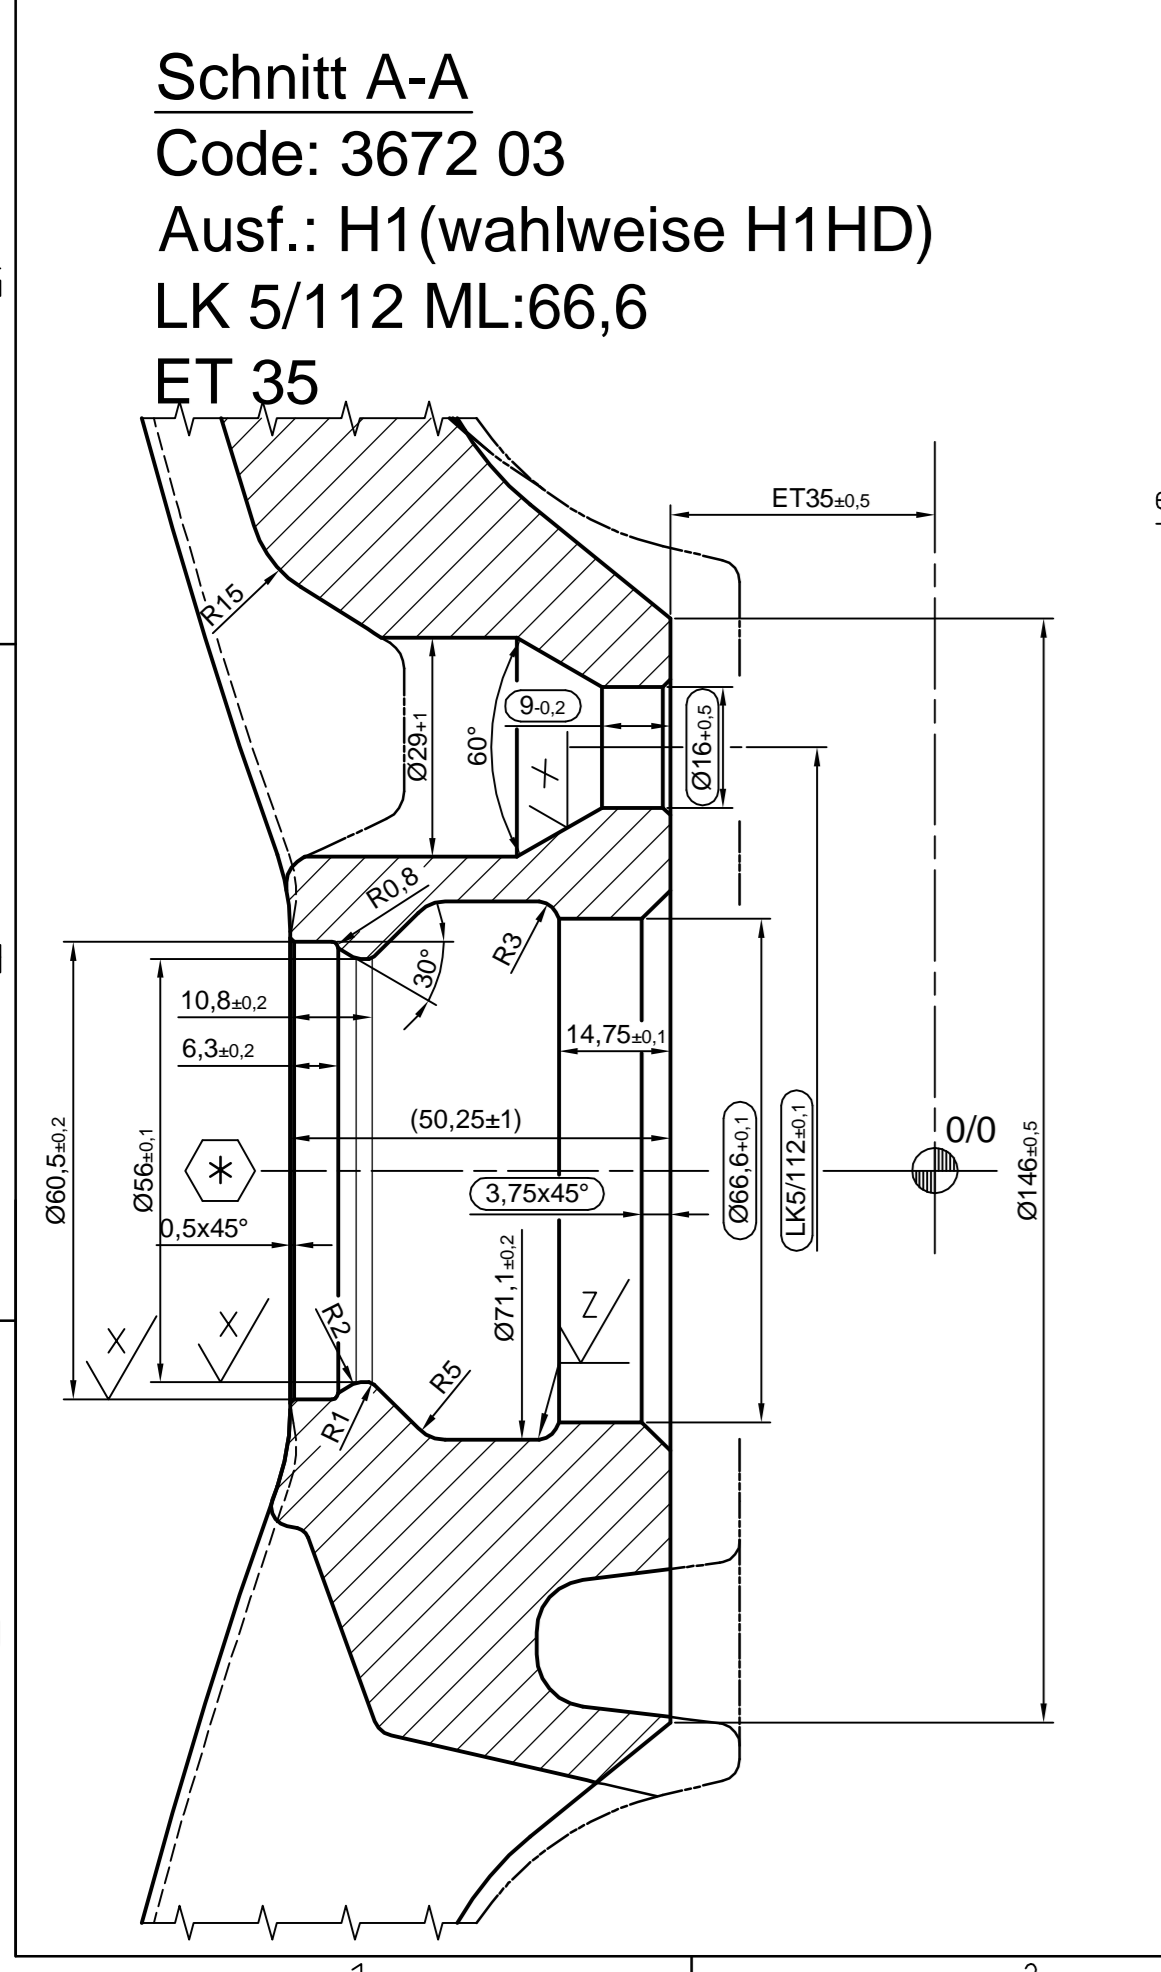 Schnitt A-A
Code: 3672 03
Ausf.: H1(wahlweise H1HD)
LK 5/112 ML:66,6
ET 35
ET35±0,5
R15
9-0,2
Ø16+0,5
Ø29+1
60°
X
R0,8
R3
30°
10,8±0,2
14,75±0,1
6,3±0,2
(50,25±1)
Ø60,5±0,2
Ø56±0,1
Ø66,6+0,1
LK5/112±0,1
0/0
Ø146±0,5
3,75x45°
0,5x45°
Ø71,1±0,2
Z
X
X
R2
R5
R1